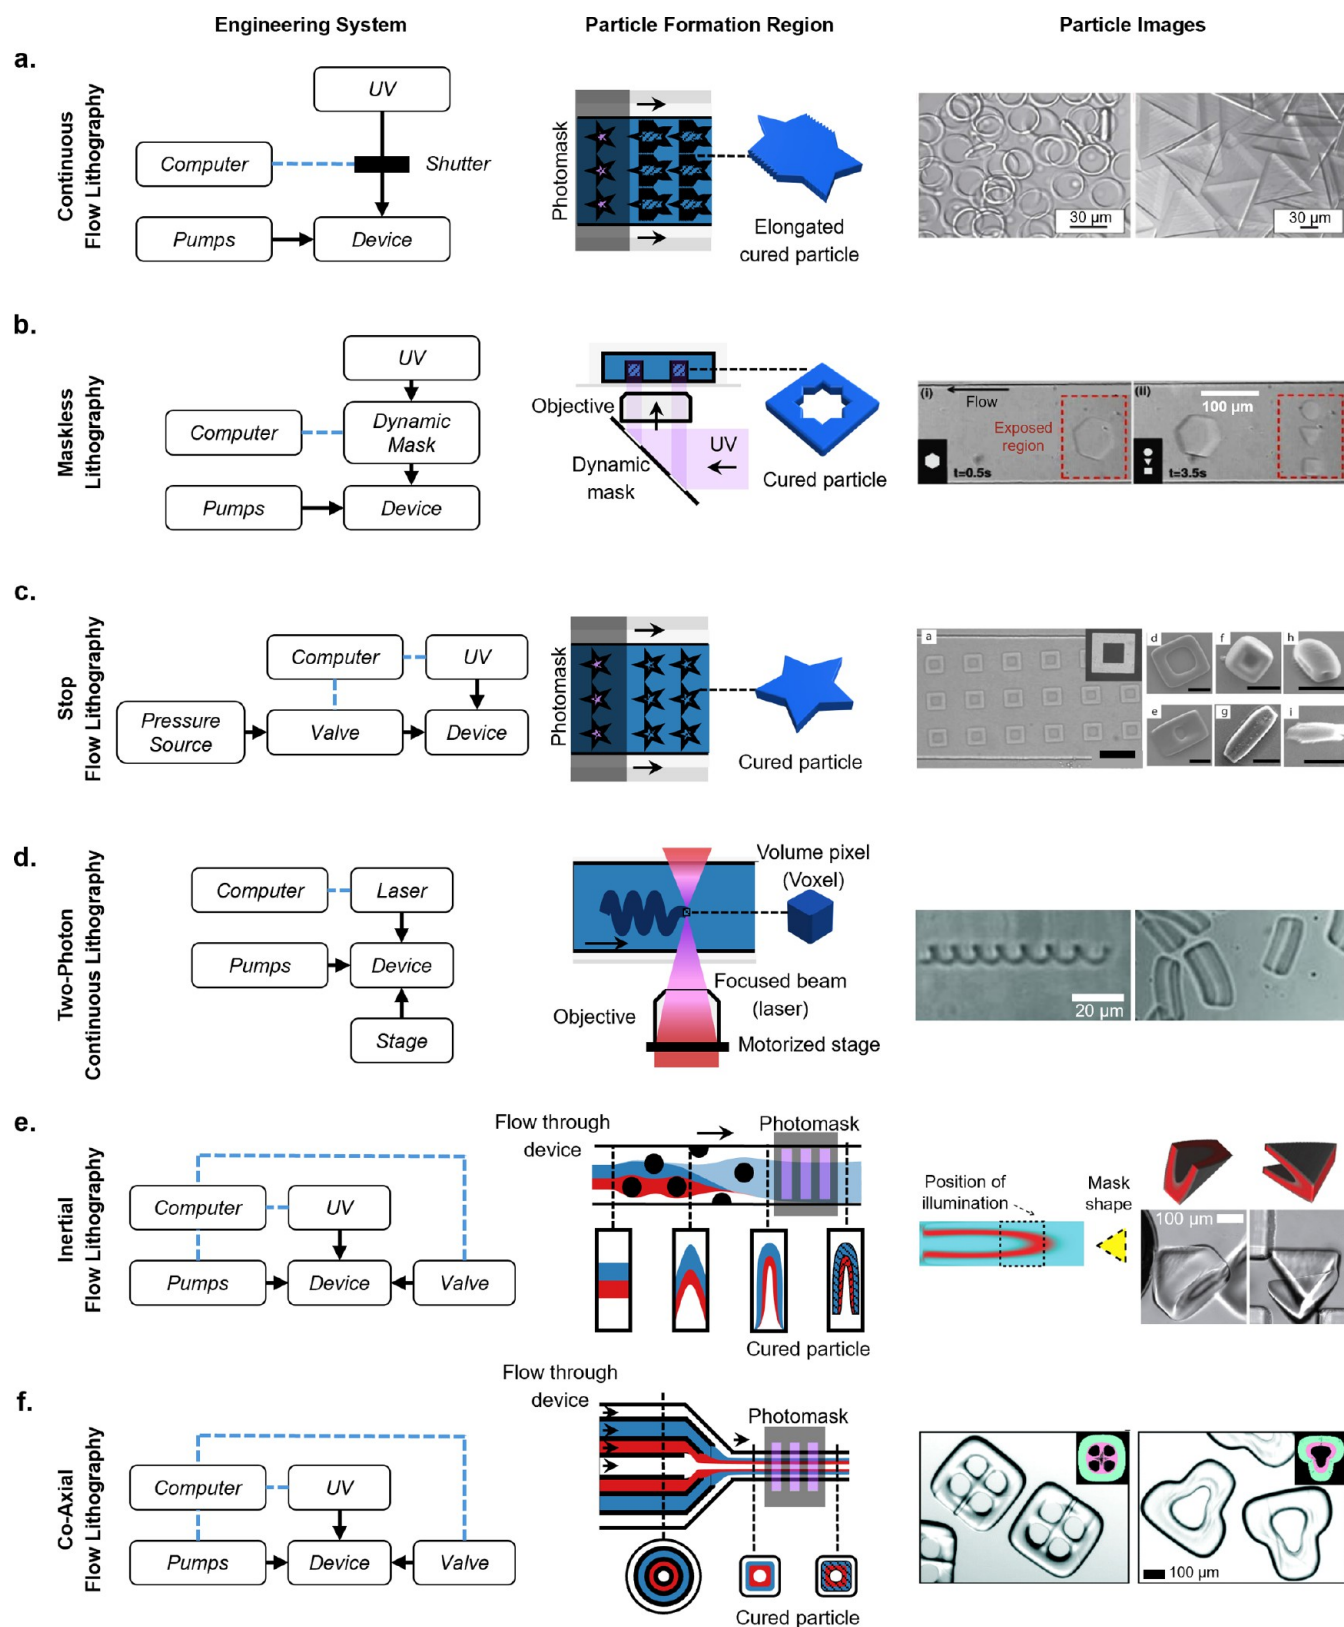 Engineering System
Particle Formation Region
Particle Images
a.
Continuous
Flow Lithography
UV
Computer
Shutter
Pumps
Device
Photomask
Elongated
cured particle
30 µm
30 µm
b.
Maskless
Lithography
UV
Computer
Dynamic
Mask
Pumps
Device
Objective
UV
Dynamic
mask
Cured particle
(i)
Flow
Exposed
region
t=0.5s
(ii)
100 µm
t=3.5s
c.
Stop
Flow Lithography
Computer
UV
Pressure
Source
Valve
Device
Photomask
Cured particle
a
d
f
h
e
g
i
d.
Two-Photon
Continuous Lithography
Computer
Laser
Pumps
Device
Stage
Volume pixel
(Voxel)
Focused beam
(laser)
Objective
Motorized stage
20 µm
e.
Inertial
Flow Lithography
Computer
UV
Pumps
Device
Valve
Flow through
device
Photomask
Cured particle
Position of
illumination
Mask
shape
100 µm
f.
Co-Axial
Flow Lithography
Computer
UV
Pumps
Device
Valve
Flow through
device
Photomask
Cured particle
100 µm